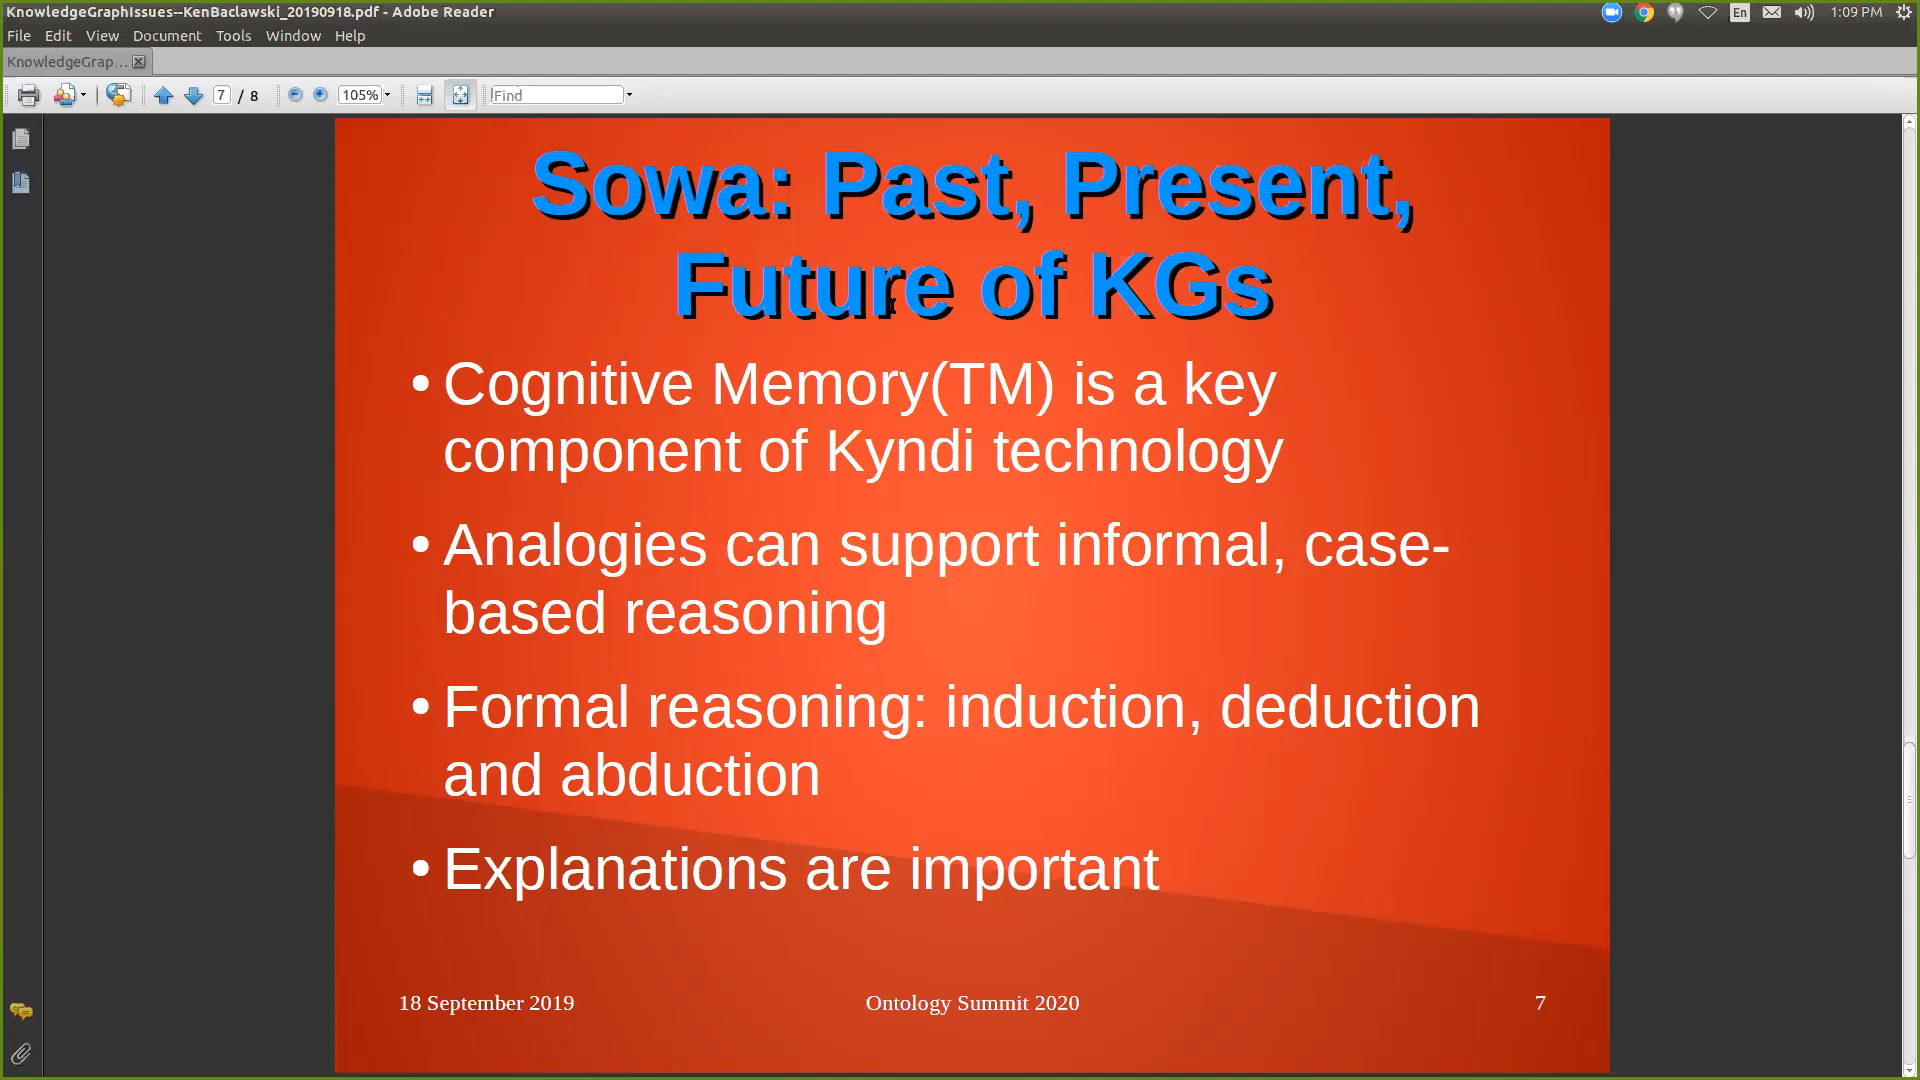 KnowledgeGraphIssues--KenBaclawski_20190918.pdf - Adobe Reader
En
1:09 PM
File Edit View Document Tools Window Help
KnowledgeGrap...
7 / 8
105%
Find
Sowa: Past, Present,
Future of KGs
• Cognitive Memory(TM) is a key
component of Kyndi technology
• Analogies can support informal, case-
based reasoning
• Formal reasoning: induction, deduction
and abduction
• Explanations are important
18 September 2019
Ontology Summit 2020
7